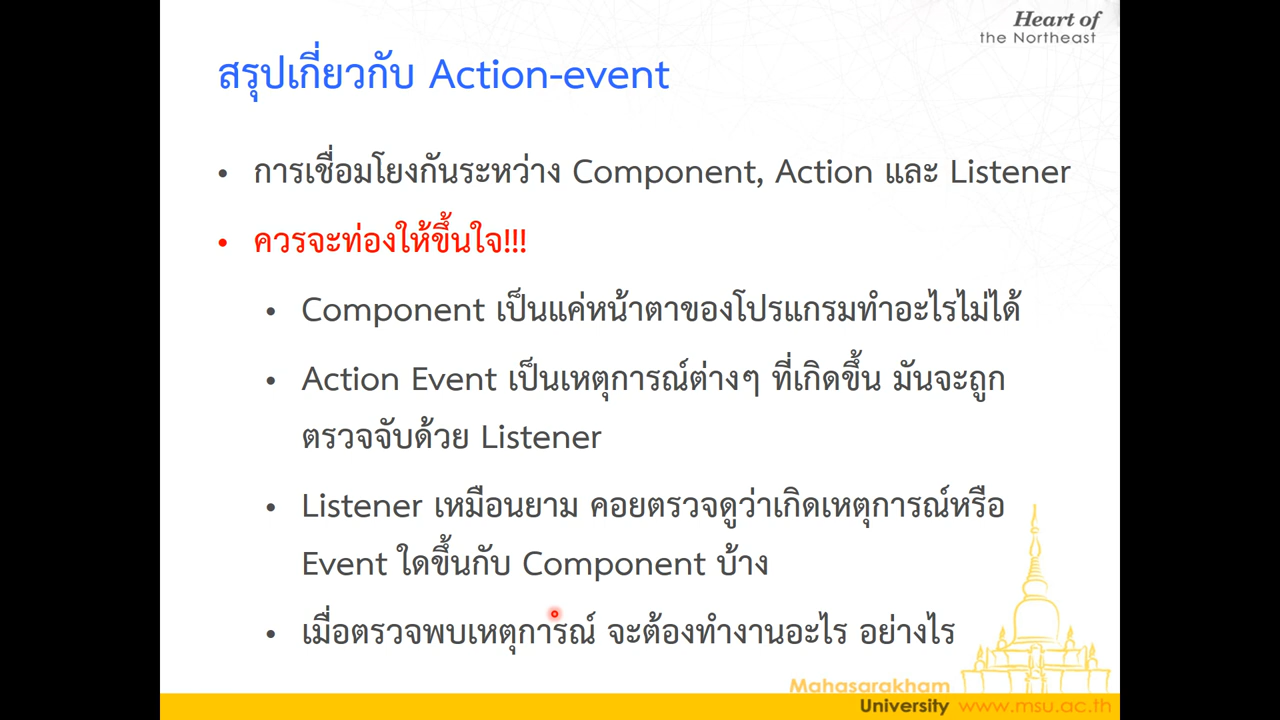 Heart of
the Northeast
สรุปเกี่ยวกับ Action-event
• การเชื่อมโยงกันระหว่าง Component, Action และ Listener
• ควรจะท่องให้ขึ้นใจ!!!
• Component เป็นแค่หน้าตาของโปรแกรมทำอะไรไม่ได้
• Action Event เป็นเหตุการณ์ต่างๆ ที่เกิดขึ้น มันจะถูก
ตรวจจับด้วย Listener
• Listener เหมือนยาม คอยตรวจดูว่าเกิดเหตุการณ์หรือ
Event ใดขึ้นกับ Component บ้าง
• เมื่อตรวจพบเหตุการณ์ จะต้องทำงานอะไร อย่างไร
Mahasarakham
University www.msu.ac.th